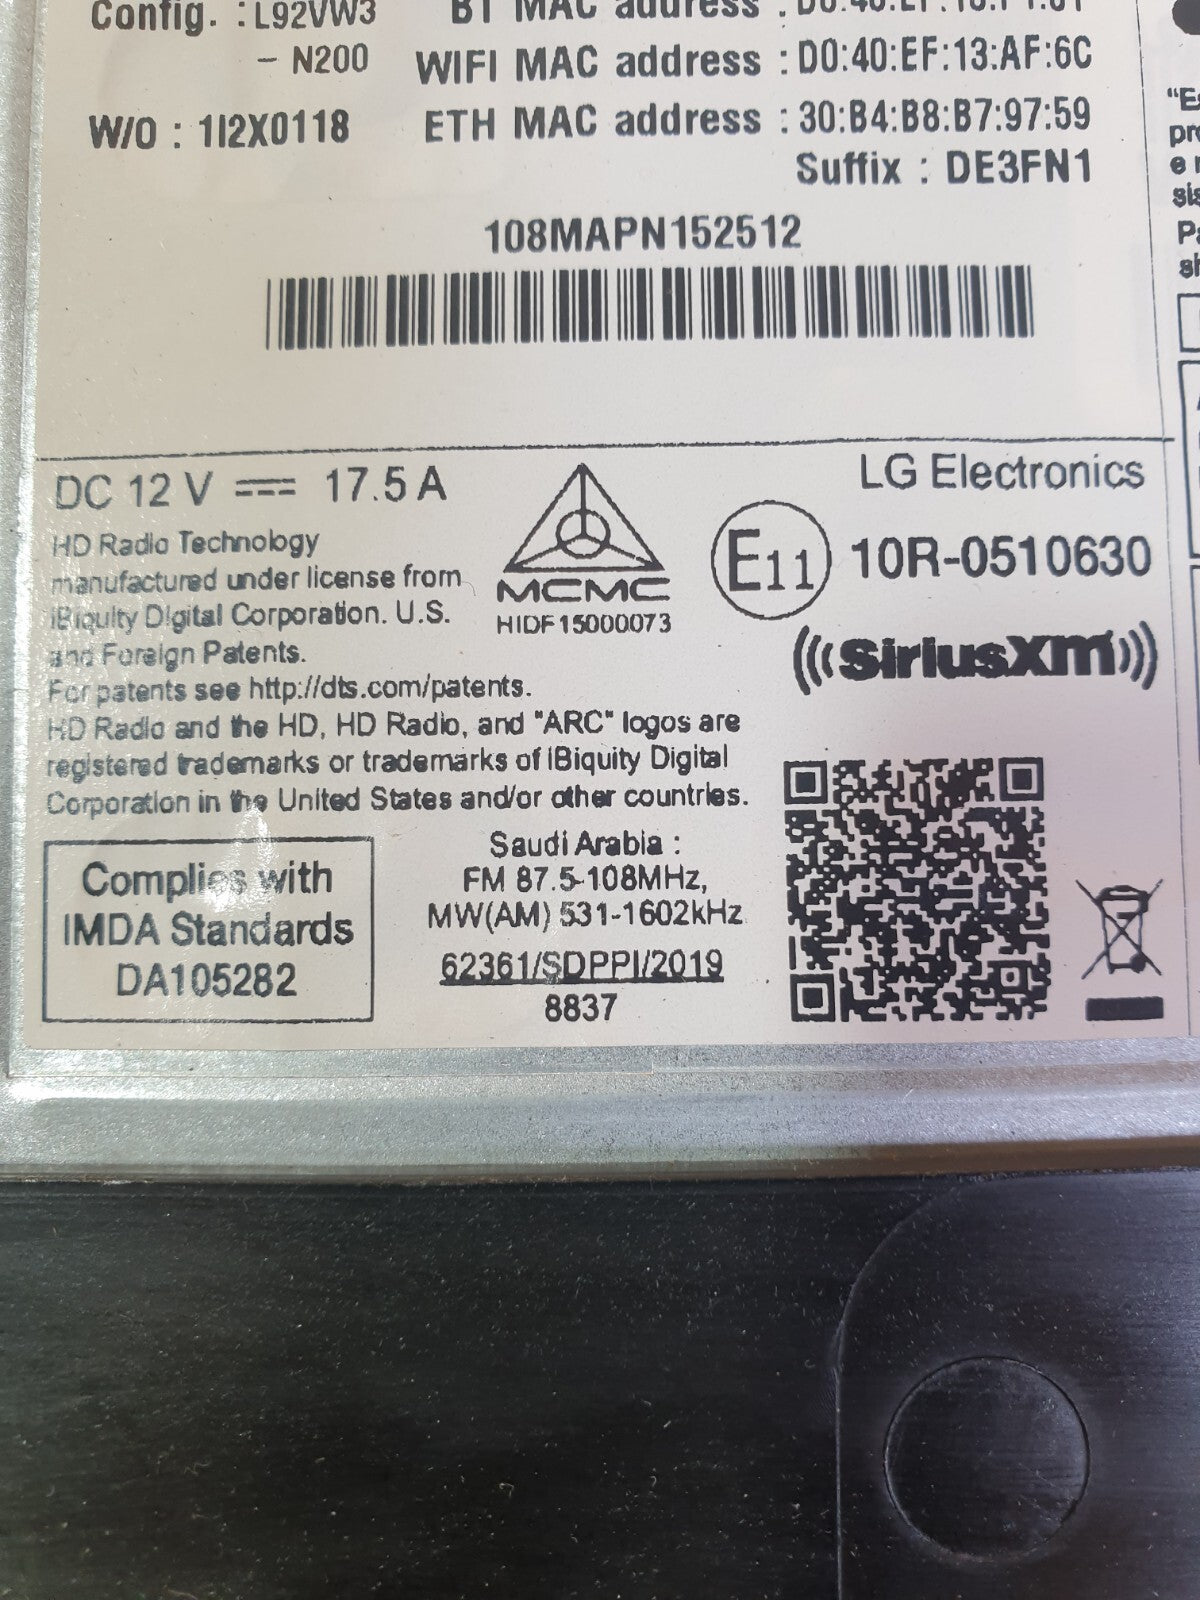 Config. : L92VW3
- N200
BT MAC address :
WIFI MAC address : D0:40:EF:13:AF:6C
W/O : 1I2X0118
ETH MAC address : 30:B4:B8:B7:97:59
Suffix : DE3FN1
108MAPN152512
DC 12 V 17.5 A
HD Radio Technology
manufactured under license from
iBiquity Digital Corporation. U.S.
and Foreign Patents.
For patents see http://dts.com/patents.
HD Radio and the HD, HD Radio, and "ARC" logos are
registered trademarks or trademarks of iBiquity Digital
Corporation in the United States and/or other countries.
MCMC
HIDF15000073
LG Electronics
E11 10R-0510630
SiriusXM
Complies with
IMDA Standards
DA105282
Saudi Arabia :
FM 87.5-108MHz,
MW(AM) 531-1602kHz
62361/SDPPI/2019
8837